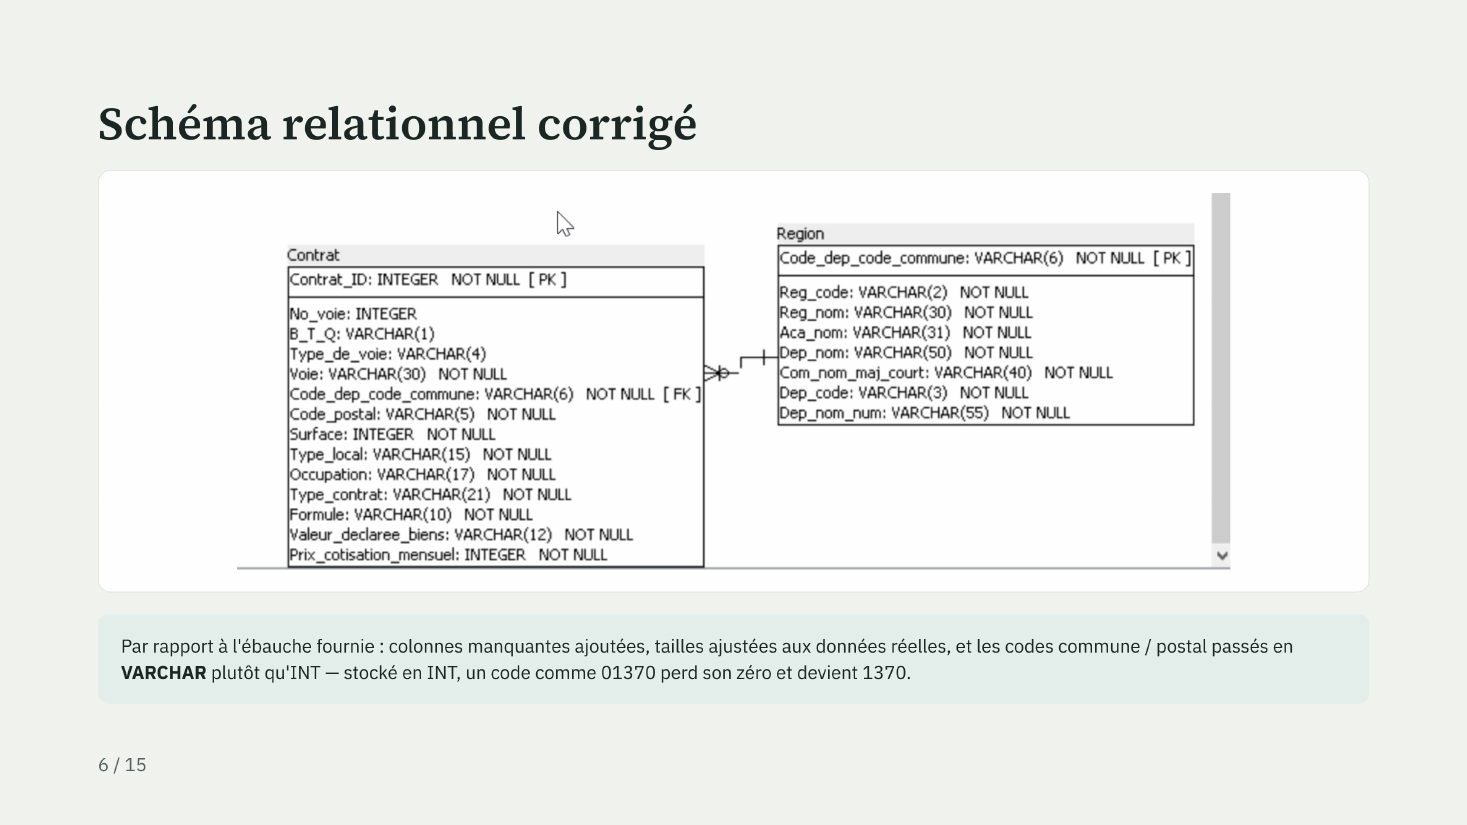 Schéma relationnel corrigé
Contrat
Contrat_ID: INTEGER NOT NULL [ PK ]
No_voie: INTEGER
B_T_Q: VARCHAR(1)
Type_de_voie: VARCHAR(4)
Voie: VARCHAR(30) NOT NULL
Code_dep_code_commune: VARCHAR(6) NOT NULL [ FK ]
Code_postal: VARCHAR(5) NOT NULL
Surface: INTEGER NOT NULL
Type_local: VARCHAR(15) NOT NULL
Occupation: VARCHAR(17) NOT NULL
Type_contrat: VARCHAR(21) NOT NULL
Formule: VARCHAR(10) NOT NULL
Valeur_declaree_biens: VARCHAR(12) NOT NULL
Prix_cotisation_mensuel: INTEGER NOT NULL
Region
Code_dep_code_commune: VARCHAR(6) NOT NULL [ PK ]
Reg_code: VARCHAR(2) NOT NULL
Reg_nom: VARCHAR(30) NOT NULL
Aca_nom: VARCHAR(31) NOT NULL
Dep_nom: VARCHAR(50) NOT NULL
Com_nom_maj_court: VARCHAR(40) NOT NULL
Dep_code: VARCHAR(3) NOT NULL
Dep_nom_num: VARCHAR(55) NOT NULL
Par rapport à l'ébauche fournie : colonnes manquantes ajoutées, tailles ajustées aux données réelles, et les codes commune / postal passés en
VARCHAR plutôt qu'INT — stocké en INT, un code comme 01370 perd son zéro et devient 1370.
6 / 15